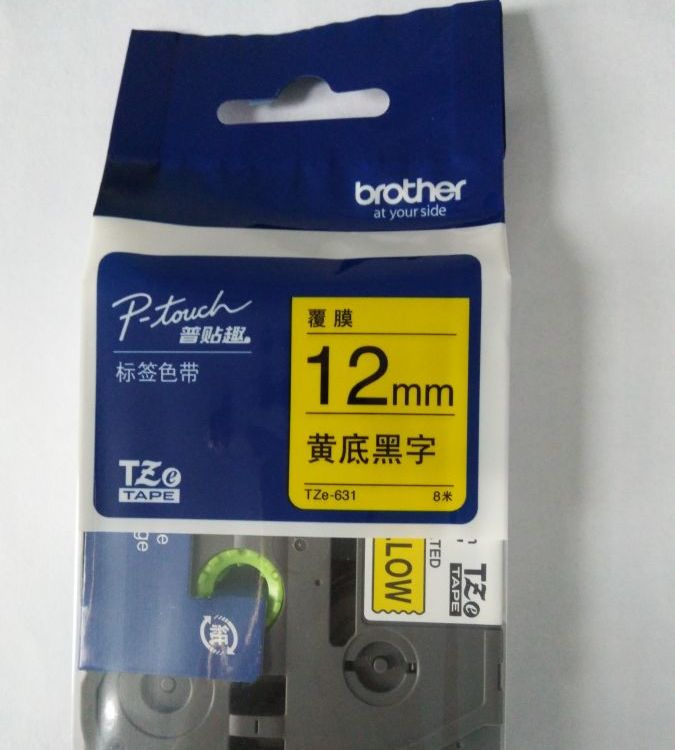 brother
at your side
P-touch
普贴趣
标签色带
TZe
TAPE
覆膜
12mm
黄底黑字
TZe-631 8米
TZe
TAPE
紙